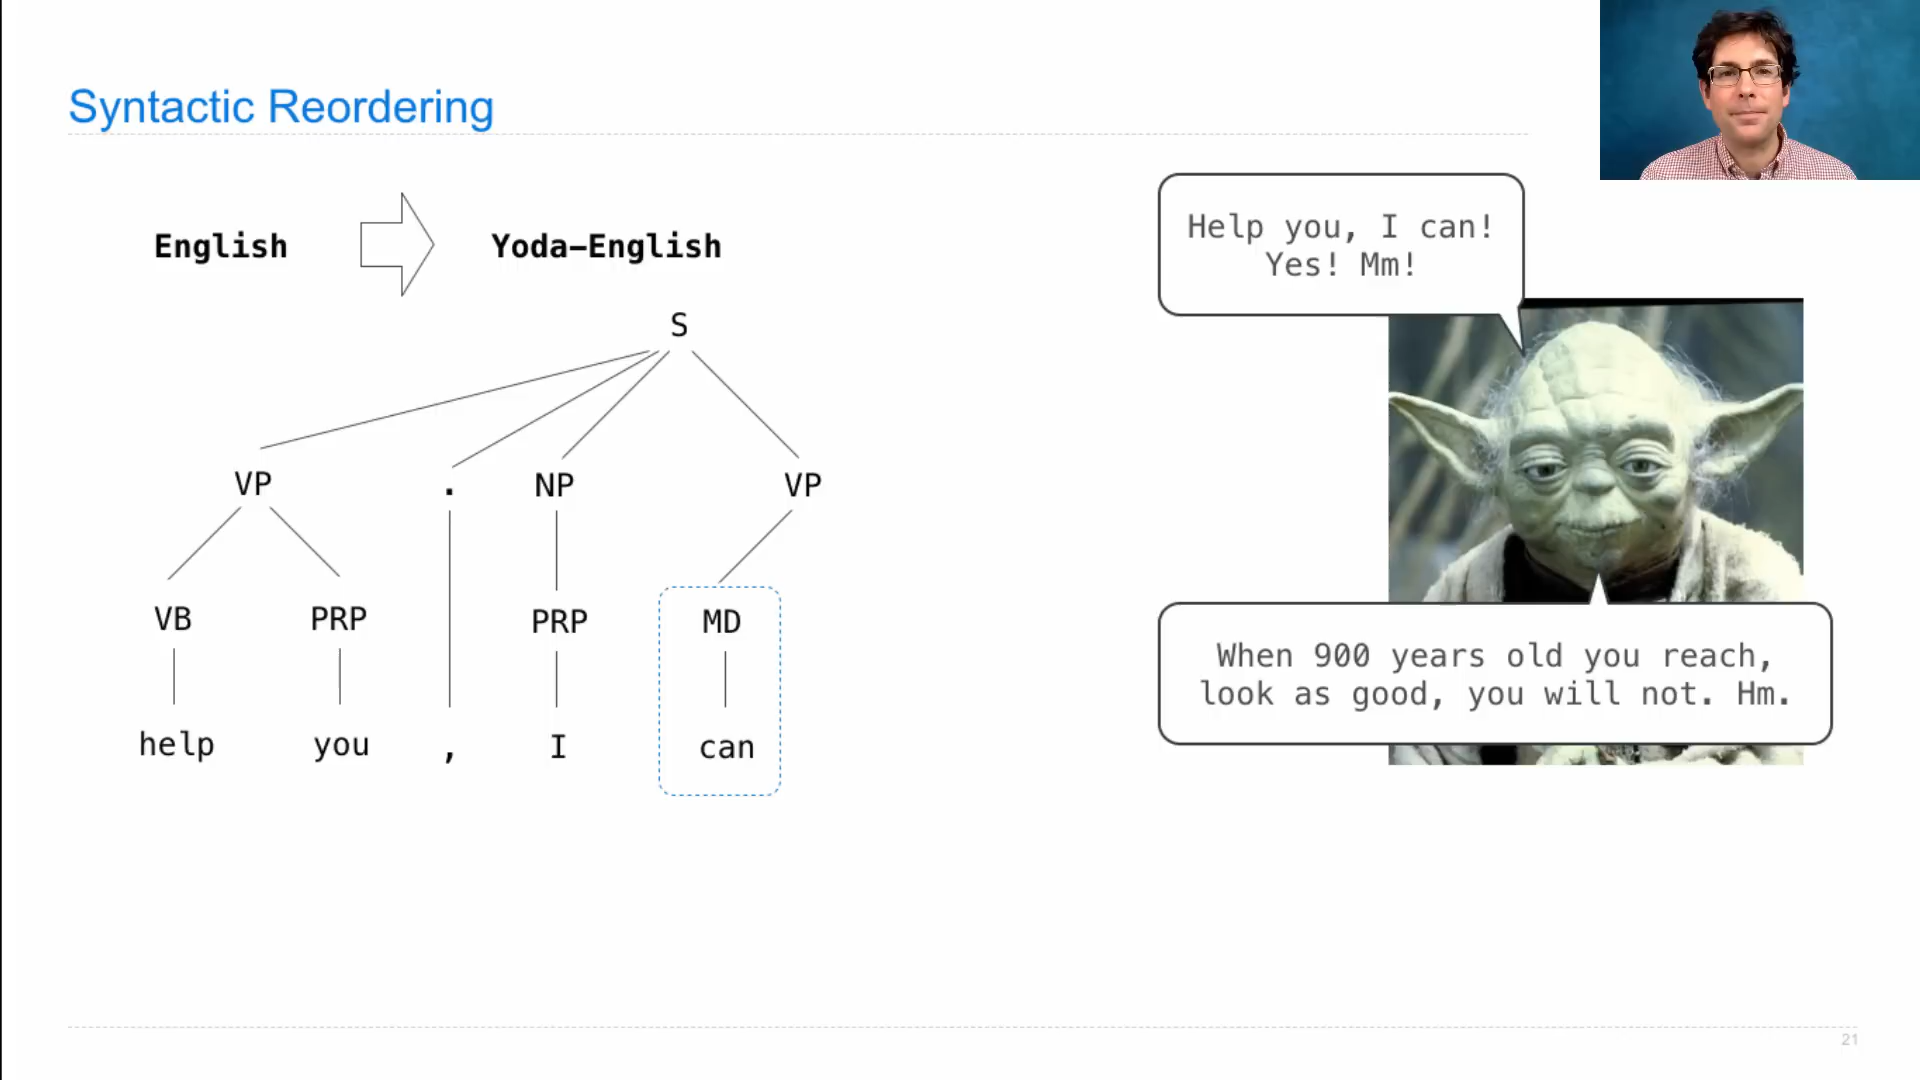 Syntactic Reordering
English
Yoda–English
S
VP . NP VP
VB PRP PRP MD
help you , I can
Help you, I can!
Yes! Mm!
When 900 years old you reach,
look as good, you will not. Hm.
21